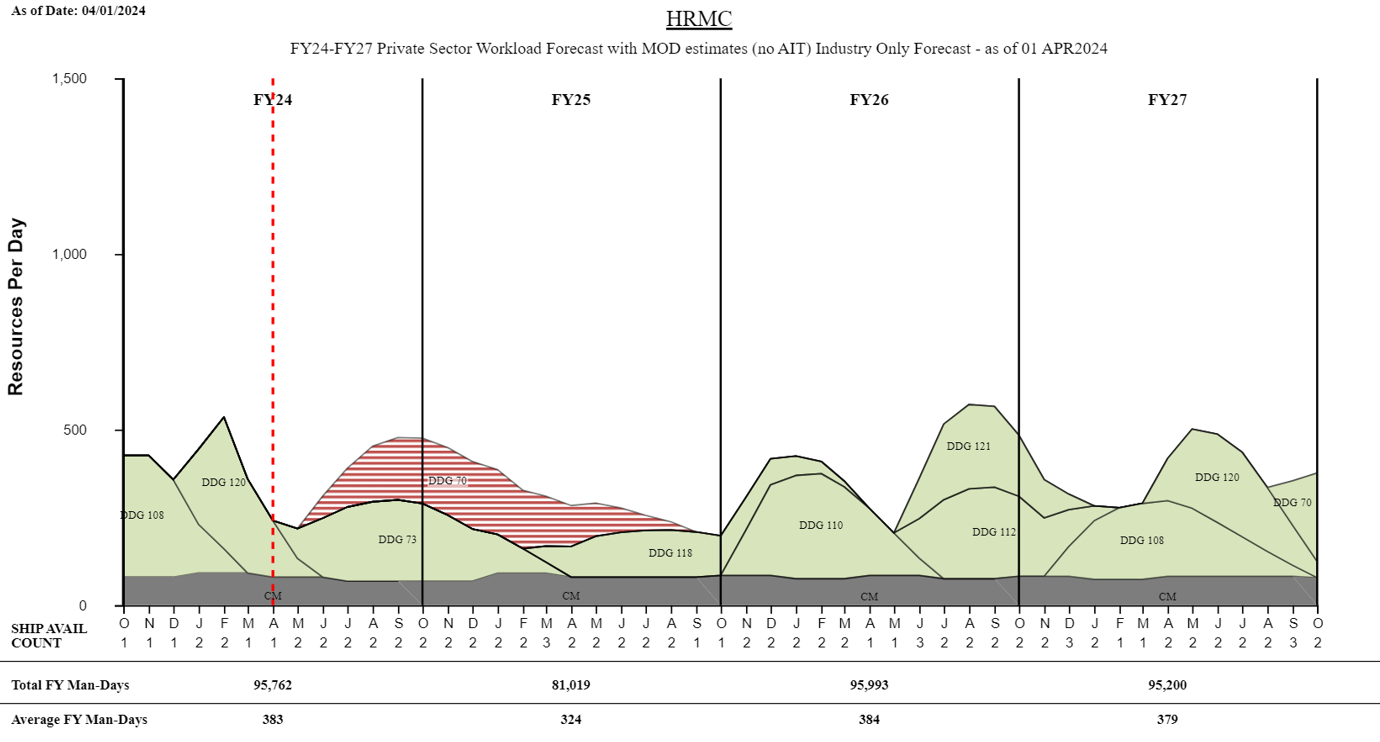 As of Date: 04/01/2024
HRMC
FY24-FY27 Private Sector Workload Forecast with MOD estimates (no AIT) Industry Only Forecast - as of 01 APR2024
Resources Per Day
1,500
1,000
500
0
FY24 FY25 FY26 FY27
DDG 108
DDG 120
DDG 73
DDG 70
DDG 118
DDG 110
DDG 121
DDG 112
DDG 108
DDG 120
DDG 70
CM CM CM CM
O N D J F M A M J J A S O N D J F M A M J J A S O N D J F M A M J J A S O N D J F M A M J J A S O
SHIP AVAIL COUNT
1 1 1 2 2 1 1 2 2 2 2 2 2 2 2 2 2 3 2 2 2 2 2 2 1 2 2 2 2 2 1 1 2 2 2 2 2 2 3 2 1 1 2 2 2 2 2 3 2
Total FY Man-Days 95,762 81,019 95,993 95,200
Average FY Man-Days 383 324 384 379